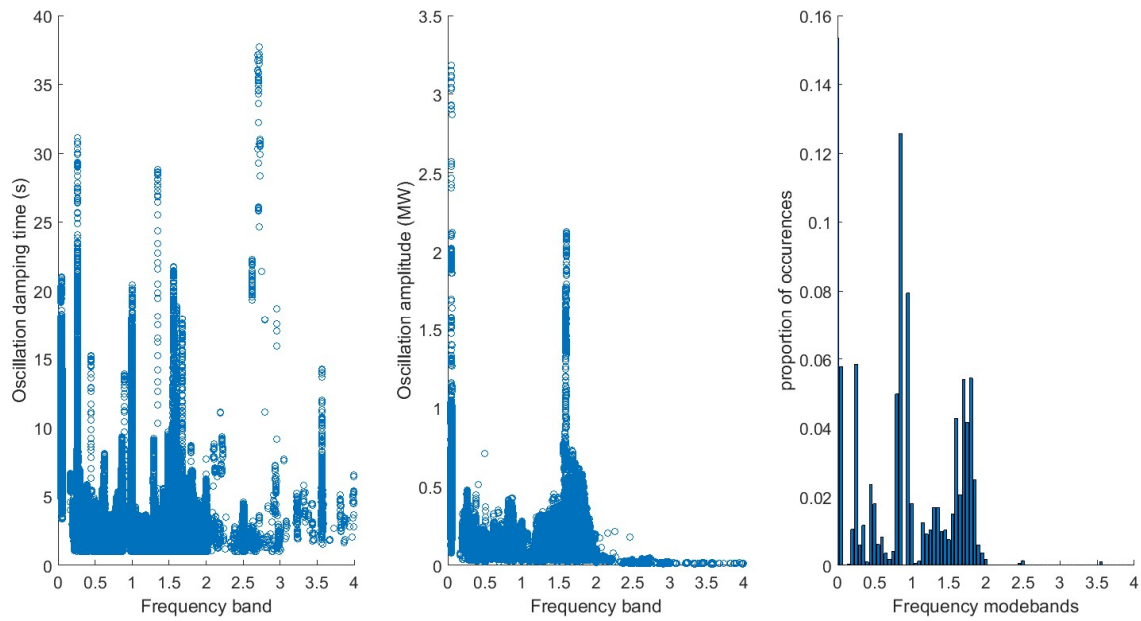 40
35
30
25
20
15
10
5
0
0 0.5 1 1.5 2 2.5 3 3.5 4
Oscillation damping time (s)
Frequency band
3.5
3
2.5
2
1.5
1
0.5
0
0 0.5 1 1.5 2 2.5 3 3.5 4
Oscillation amplitude (MW)
Frequency band
0.16
0.14
0.12
0.1
0.08
0.06
0.04
0.02
0
0 0.5 1 1.5 2 2.5 3 3.5 4
proportion of occurences
Frequency modebands